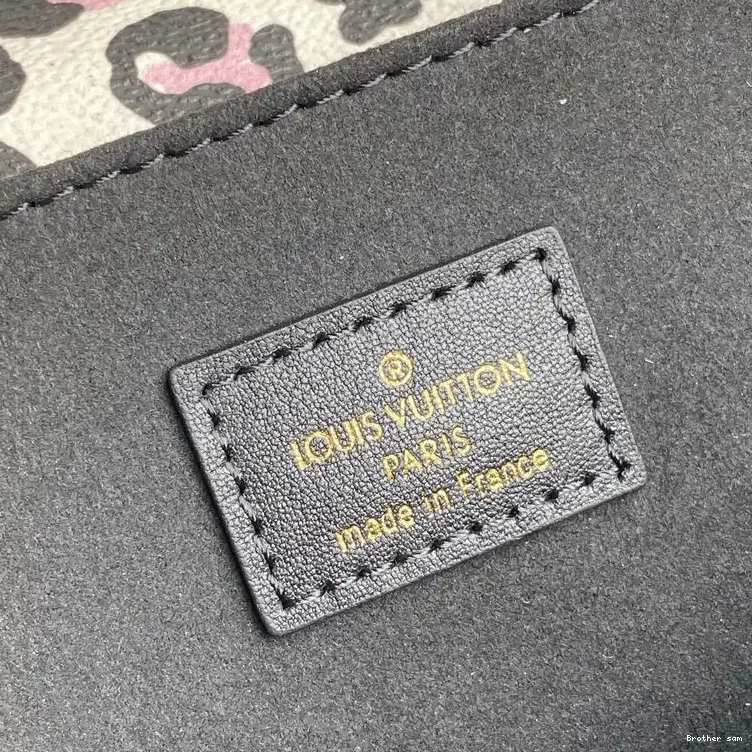 ®
LOUIS VUITTON
PARIS
made in France
Brother sam